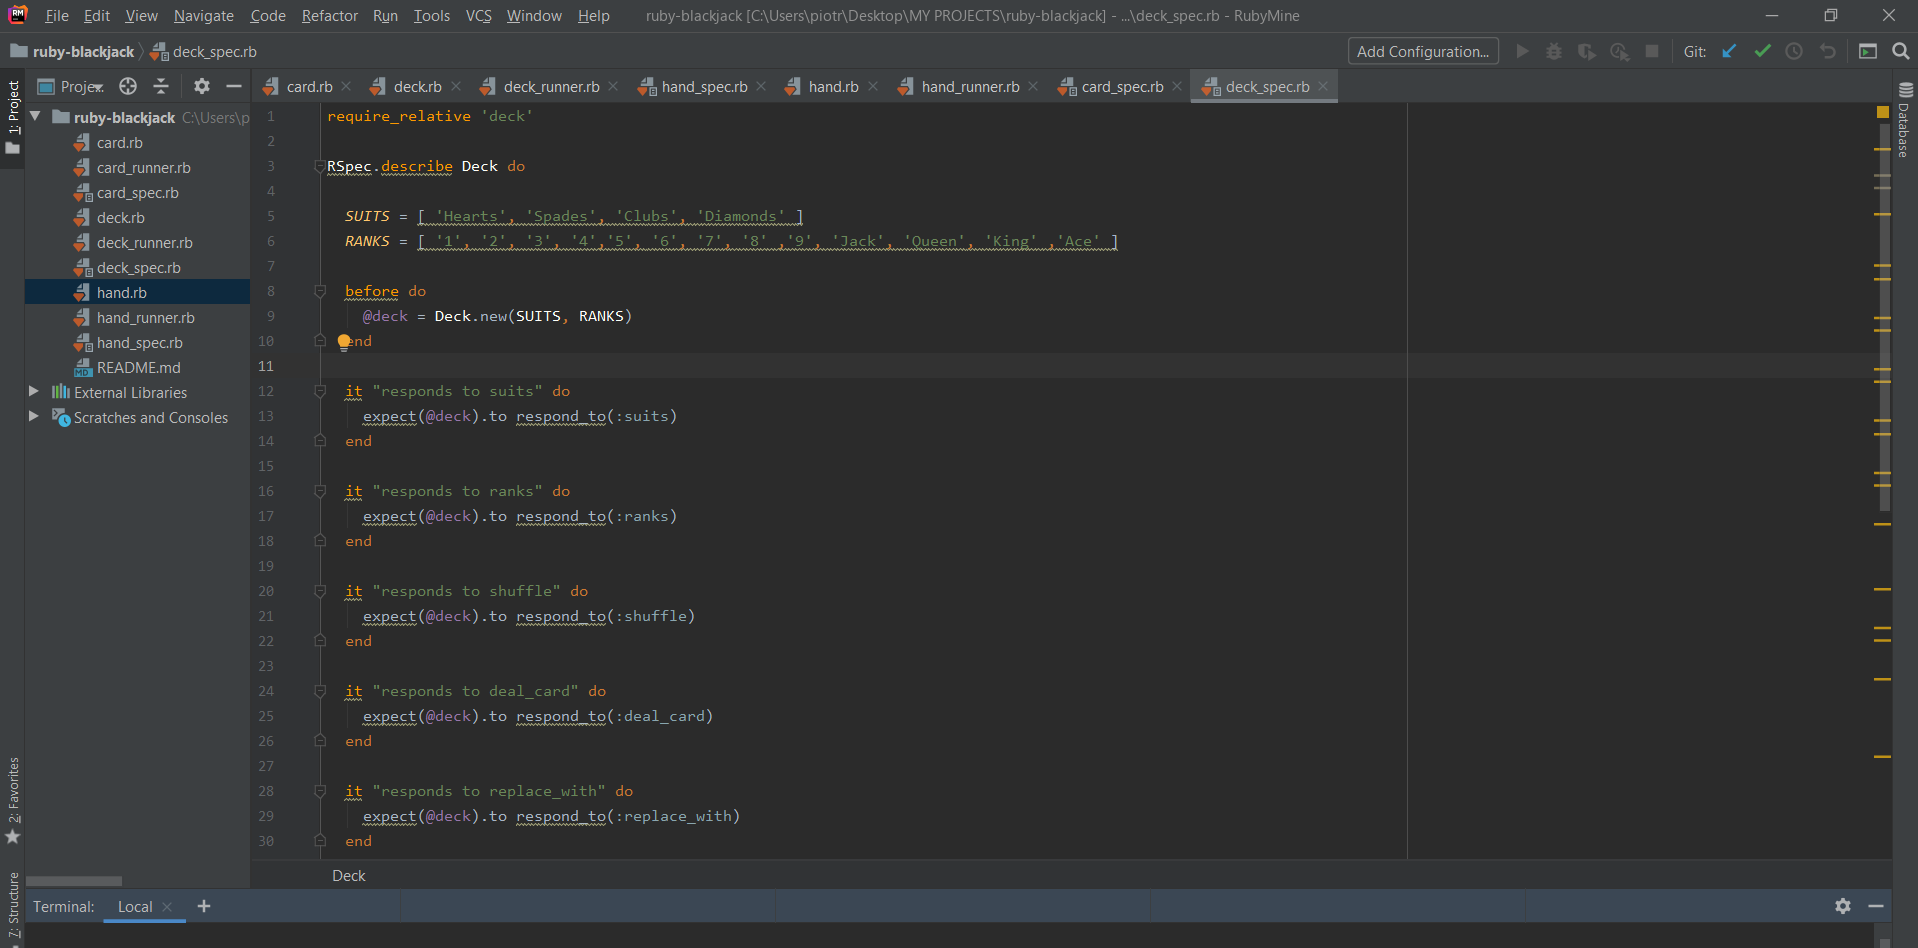 RM File Edit View Navigate Code Refactor Run Tools VCS Window Help ruby-blackjack [C:\Users\piotr\Desktop\MY PROJECTS\ruby-blackjack] - ...\deck_spec.rb - RubyMine
ruby-blackjack deck_spec.rb Add Configuration... Git:
Projec card.rb deck.rb deck_runner.rb hand_spec.rb hand.rb hand_runner.rb card_spec.rb deck_spec.rb
1: Project
2: Favorites
7: Structure
ruby-blackjack C:\Users\p
card.rb
card_runner.rb
card_spec.rb
deck.rb
deck_runner.rb
deck_spec.rb
hand.rb
hand_runner.rb
hand_spec.rb
MD README.md
External Libraries
Scratches and Consoles
1 require_relative 'deck'
2
3 RSpec.describe Deck do
4
5 SUITS = [ 'Hearts', 'Spades', 'Clubs', 'Diamonds' ]
6 RANKS = [ '1', '2', '3', '4','5', '6', '7', '8' ,'9', 'Jack', 'Queen', 'King' ,'Ace' ]
7
8 before do
9 @deck = Deck.new(SUITS, RANKS)
10 end
11
12 it "responds to suits" do
13 expect(@deck).to respond_to(:suits)
14 end
15
16 it "responds to ranks" do
17 expect(@deck).to respond_to(:ranks)
18 end
19
20 it "responds to shuffle" do
21 expect(@deck).to respond_to(:shuffle)
22 end
23
24 it "responds to deal_card" do
25 expect(@deck).to respond_to(:deal_card)
26 end
27
28 it "responds to replace_with" do
29 expect(@deck).to respond_to(:replace_with)
30 end
Deck
Database
Terminal: Local